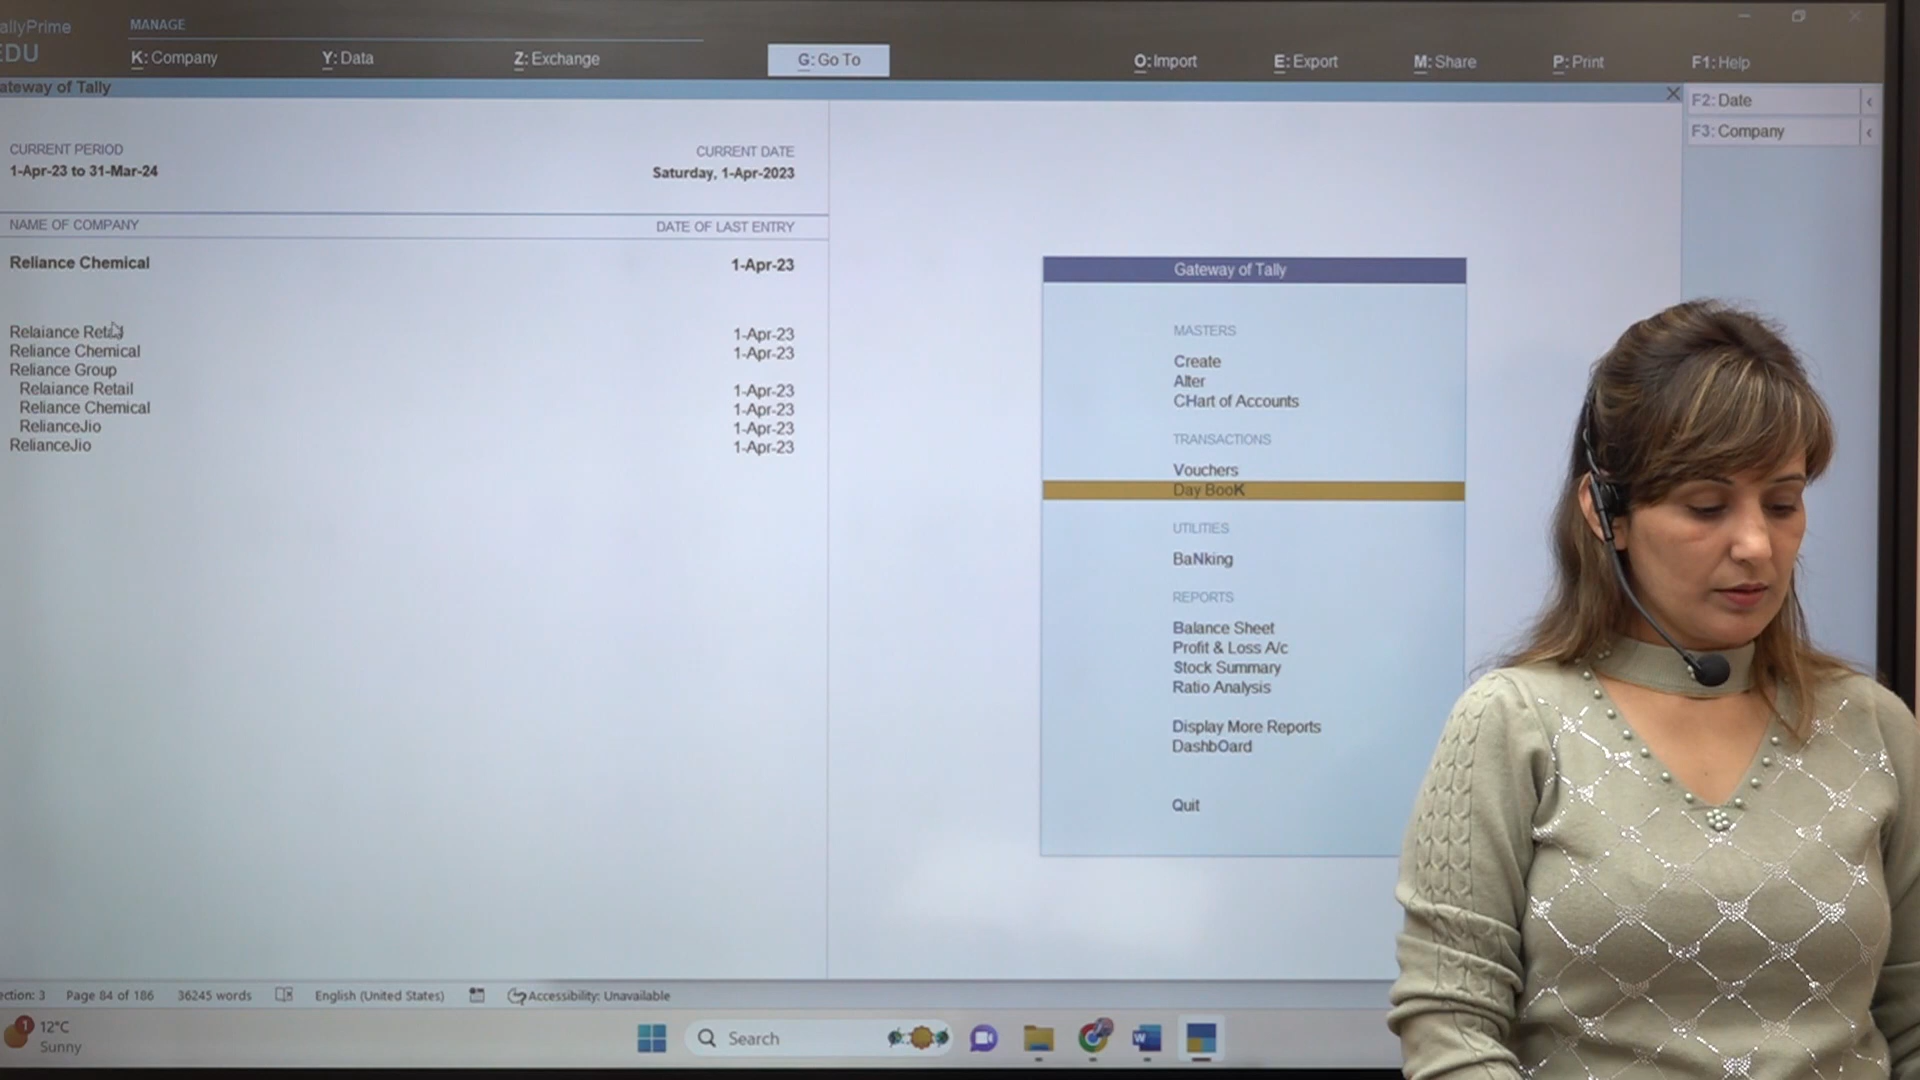 allyPrime
EDU
MANAGE
K: Company
Y: Data
Z: Exchange
G: Go To
O: Import
E: Export
M: Share
P: Print
F1: Help
ateway of Tally
F2: Date
F3: Company
CURRENT PERIOD
1-Apr-23 to 31-Mar-24
CURRENT DATE
Saturday, 1-Apr-2023
NAME OF COMPANY
DATE OF LAST ENTRY
Reliance Chemical 1-Apr-23
Relaiance Retail 1-Apr-23
Reliance Chemical 1-Apr-23
Reliance Group
Relaiance Retail 1-Apr-23
Reliance Chemical 1-Apr-23
RelianceJio 1-Apr-23
RelianceJio 1-Apr-23
Gateway of Tally
MASTERS
Create
Alter
CHart of Accounts
TRANSACTIONS
Vouchers
Day BooK
UTILITIES
BaNking
REPORTS
Balance Sheet
Profit & Loss A/c
Stock Summary
Ratio Analysis
Display More Reports
DashbOard
Quit
ection: 3 Page 84 of 186 36245 words English (United States) Accessibility: Unavailable
1
12°C
Sunny
Search